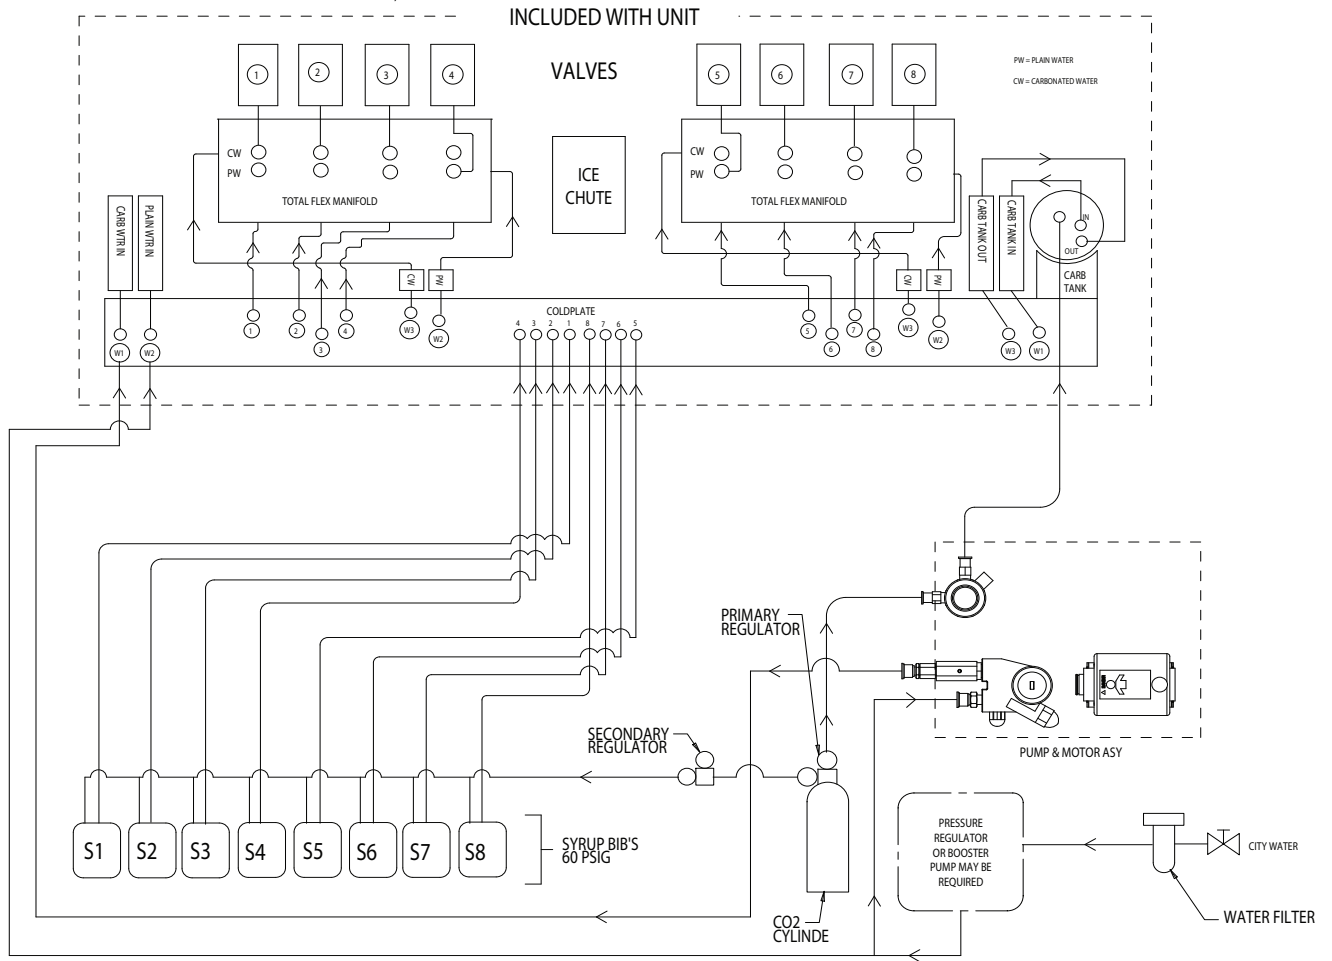 INCLUDED WITH UNIT
VALVES
PW = PLAIN WATER
CW = CARBONATED WATER
1
2
3
4
5
6
7
8
CW
PW
TOTAL FLEX MANIFOLD
ICE
CHUTE
CW
PW
TOTAL FLEX MANIFOLD
CARB WTR IN
PLAIN WTR IN
CARB TANK OUT
CARB TANK IN
IN
OUT
CARB
TANK
CW
PW
CW
PW
COLDPLATE
W1
W2
1
2
3
4
W3
W2
4
3
2
1
8
7
6
5
5
6
7
8
W3
W2
W3
W1
PRIMARY
REGULATOR
SECONDARY
REGULATOR
PUMP & MOTOR ASY
S1
S2
S3
S4
S5
S6
S7
S8
SYRUP BIB'S
60 PSIG
PRESSURE
REGULATOR
OR BOOSTER
PUMP MAY BE
REQUIRED
CITY WATER
WATER FILTER
CO2
CYLINDE